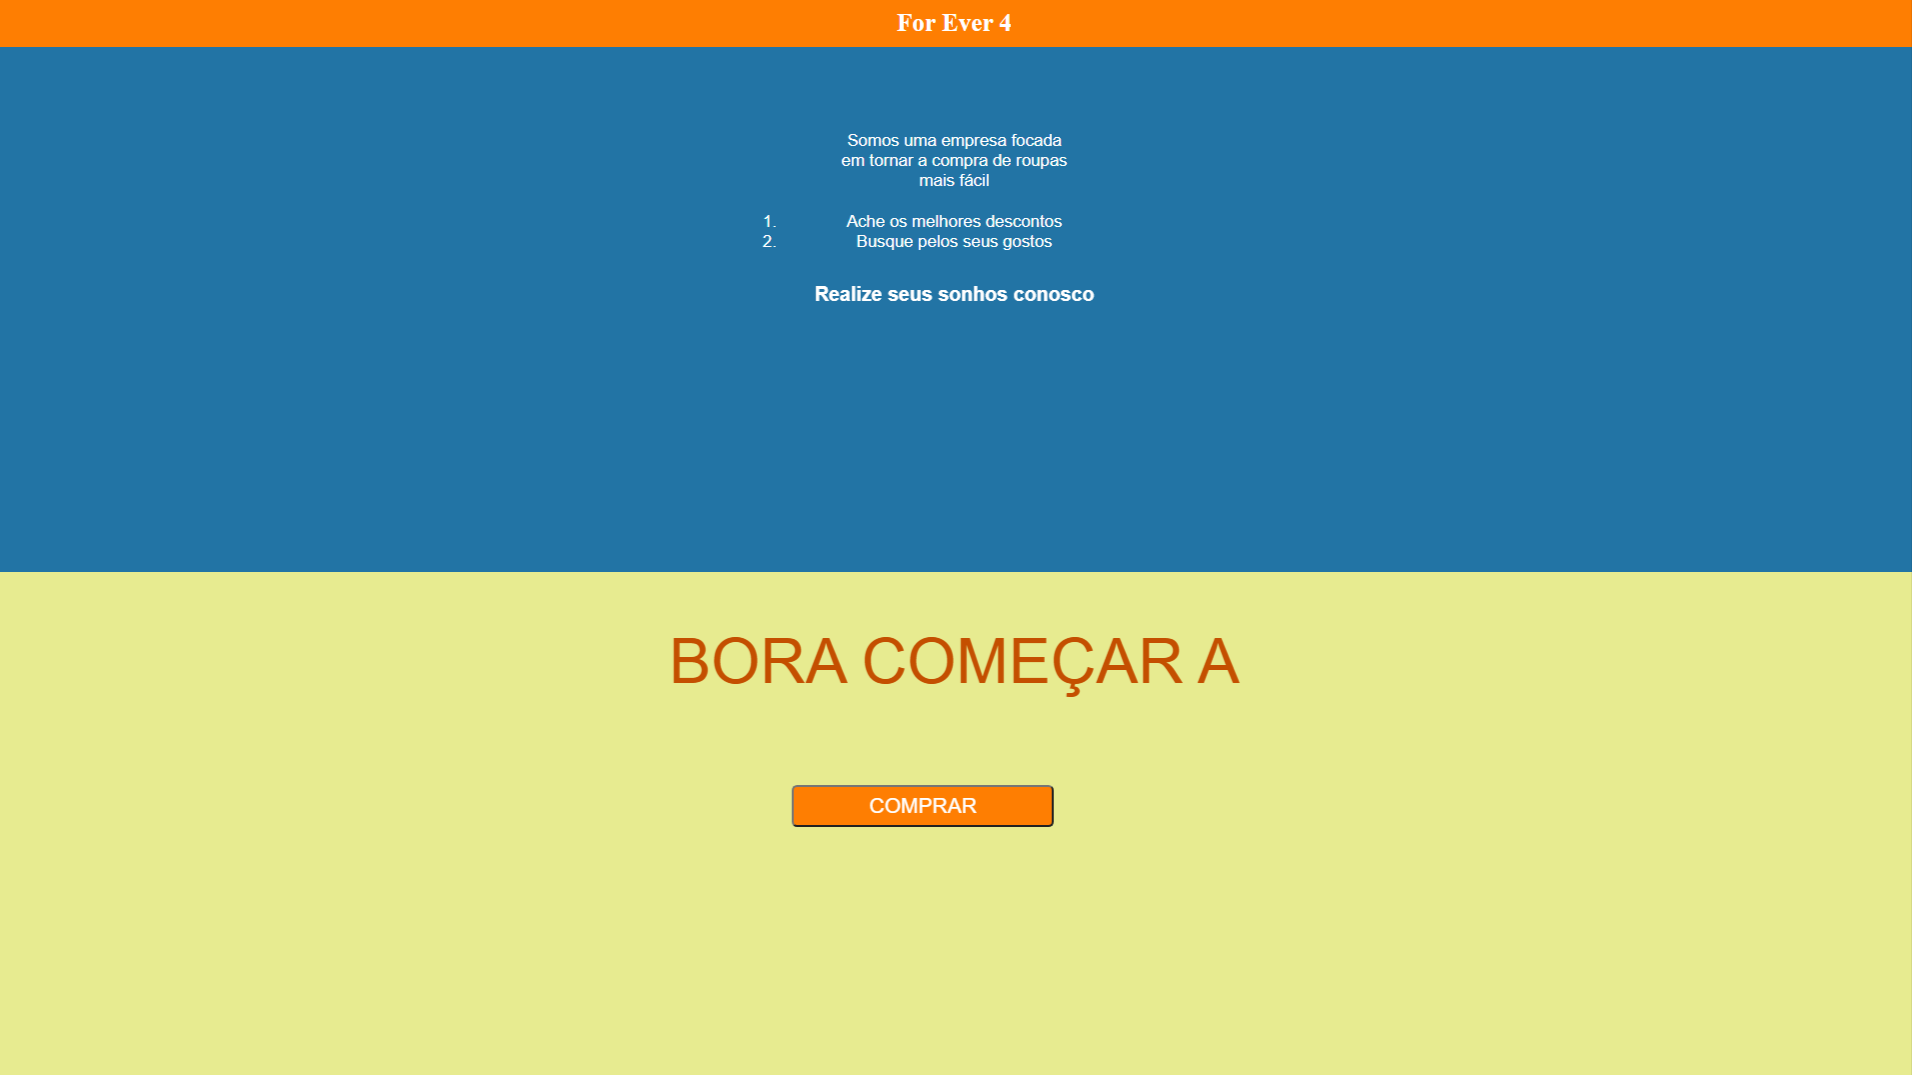 For Ever 4
Somos uma empresa focada
em tornar a compra de roupas
mais fácil
1. Ache os melhores descontos
2. Busque pelos seus gostos
Realize seus sonhos conosco
BORA COMEÇAR A
COMPRAR